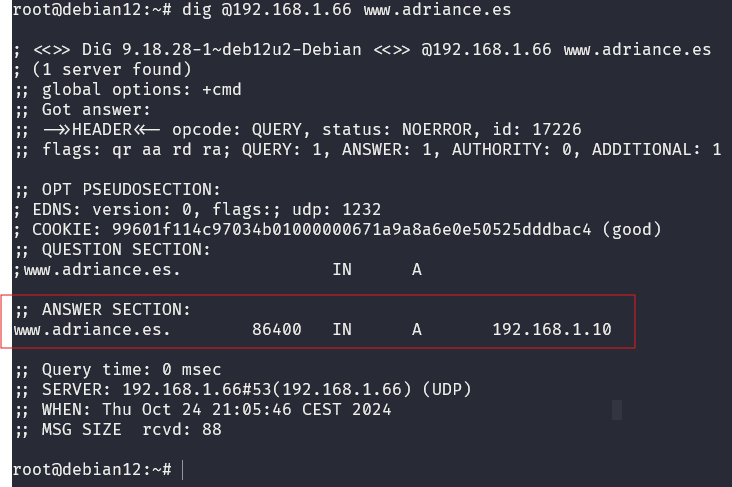 root@debian12:~# dig @192.168.1.66 www.adriance.es
; <<>> DiG 9.18.28-1~deb12u2-Debian <<>> @192.168.1.66 www.adriance.es
; (1 server found)
;; global options: +cmd
;; Got answer:
;; ->>HEADER<<- opcode: QUERY, status: NOERROR, id: 17226
;; flags: qr aa rd ra; QUERY: 1, ANSWER: 1, AUTHORITY: 0, ADDITIONAL: 1
;; OPT PSEUDOSECTION:
; EDNS: version: 0, flags:; udp: 1232
; COOKIE: 99601f114c97034b01000000671a9a8a6e0e50525dddbac4 (good)
;; QUESTION SECTION:
;www.adriance.es. IN A
;; ANSWER SECTION:
www.adriance.es. 86400 IN A 192.168.1.10
;; Query time: 0 msec
;; SERVER: 192.168.1.66#53(192.168.1.66) (UDP)
;; WHEN: Thu Oct 24 21:05:46 CEST 2024
;; MSG SIZE rcvd: 88
root@debian12:~#